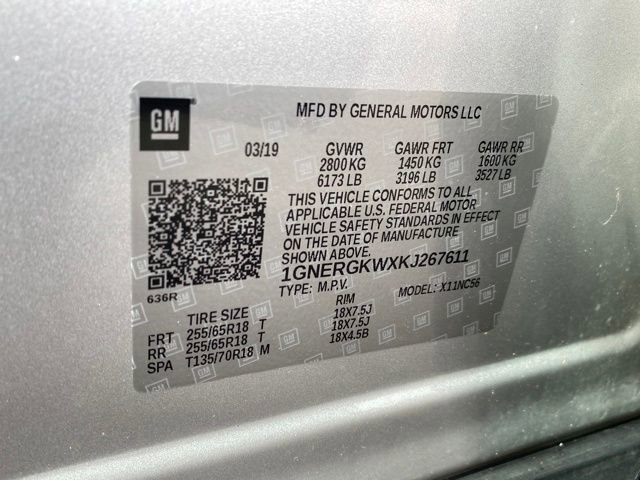 GM
MFD BY GENERAL MOTORS LLC
03/19 GVWR GAWR FRT GAWR RR
2800 KG 1450 KG 1600 KG
6173 LB 3196 LB 3527 LB
THIS VEHICLE CONFORMS TO ALL
APPLICABLE U.S. FEDERAL MOTOR
VEHICLE SAFETY STANDARDS IN EFFECT
ON THE DATE OF MANUFACTURE
SHOWN ABOVE.
1GNERGKWXKJ267611
TYPE: M.P.V. MODEL: X11NC56
636R
TIRE SIZE RIM
FRT 255/65R18 T 18X7.5J
RR 255/65R18 T 18X7.5J
SPA T135/70R18 M 18X4.5B